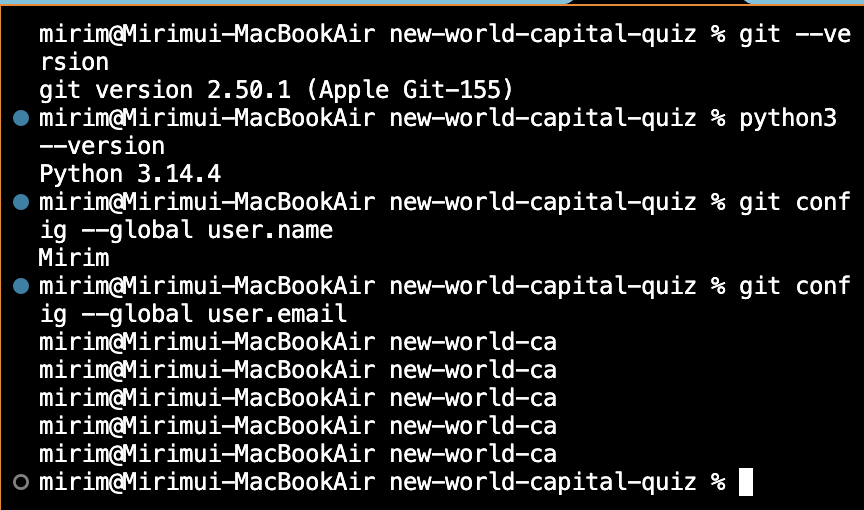 mirim@Mirimui-MacBookAir new-world-capital-quiz % git --ve
rsion
git version 2.50.1 (Apple Git-155)
mirim@Mirimui-MacBookAir new-world-capital-quiz % python3
--version
Python 3.14.4
mirim@Mirimui-MacBookAir new-world-capital-quiz % git conf
ig --global user.name
Mirim
mirim@Mirimui-MacBookAir new-world-capital-quiz % git conf
ig --global user.email
mirim@Mirimui-MacBookAir new-world-ca
mirim@Mirimui-MacBookAir new-world-ca
mirim@Mirimui-MacBookAir new-world-ca
mirim@Mirimui-MacBookAir new-world-ca
mirim@Mirimui-MacBookAir new-world-ca
mirim@Mirimui-MacBookAir new-world-capital-quiz %